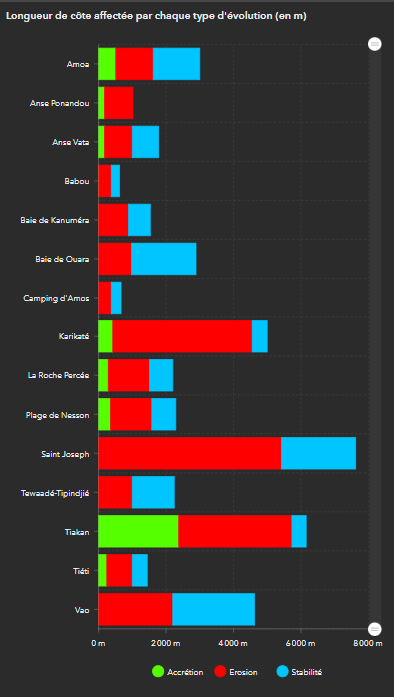 Longueur de côte affectée par chaque type d'évolution (en m)
Amoa
Anse Ponandou
Anse Vata
Babou
Baie de Kanuméra
Baie de Ouara
Camping d'Amos
Karikaté
La Roche Percée
Plage de Nesson
Saint Joseph
Tewaadé-Tipindjié
Tiakan
Tiéti
Vao
0 m 2000 m 4000 m 6000 m 8000 m
Accrétion Erosion Stabilité